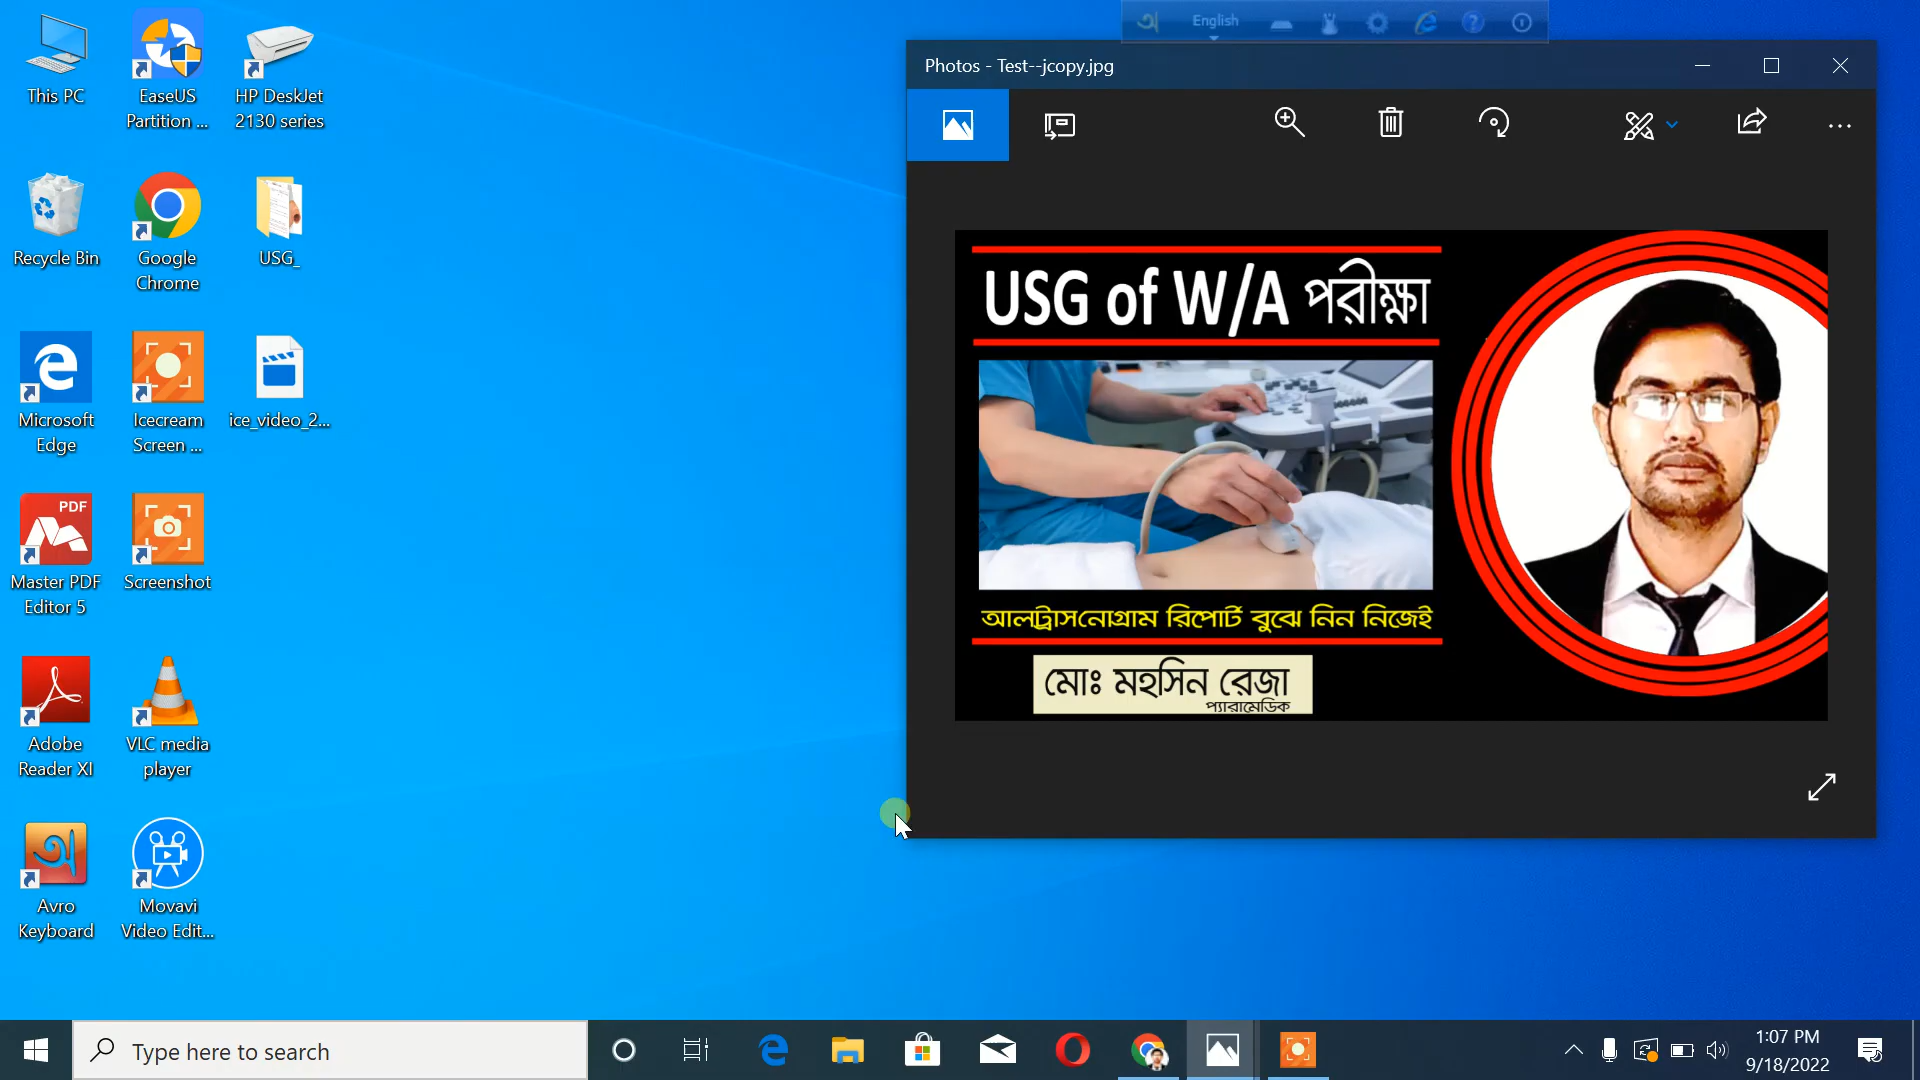 This PC
EaseUS
Partition ...
HP DeskJet
2130 series
Recycle Bin
Google
Chrome
USG_
Microsoft
Edge
Icecream
Screen ...
ice_video_2...
PDF
Master PDF
Editor 5
Screenshot
Adobe
Reader XI
VLC media
player
অ
Avro
Keyboard
Movavi
Video Edit...
অ English
Photos - Test--jcopy.jpg
USG of W/A পরীক্ষা
আলট্রাসনোগ্রাম রিপোর্ট বুঝে নিন নিজেই
মোঃ মহসিন রেজা
প্যারামেডিক
Type here to search
1:07 PM
9/18/2022